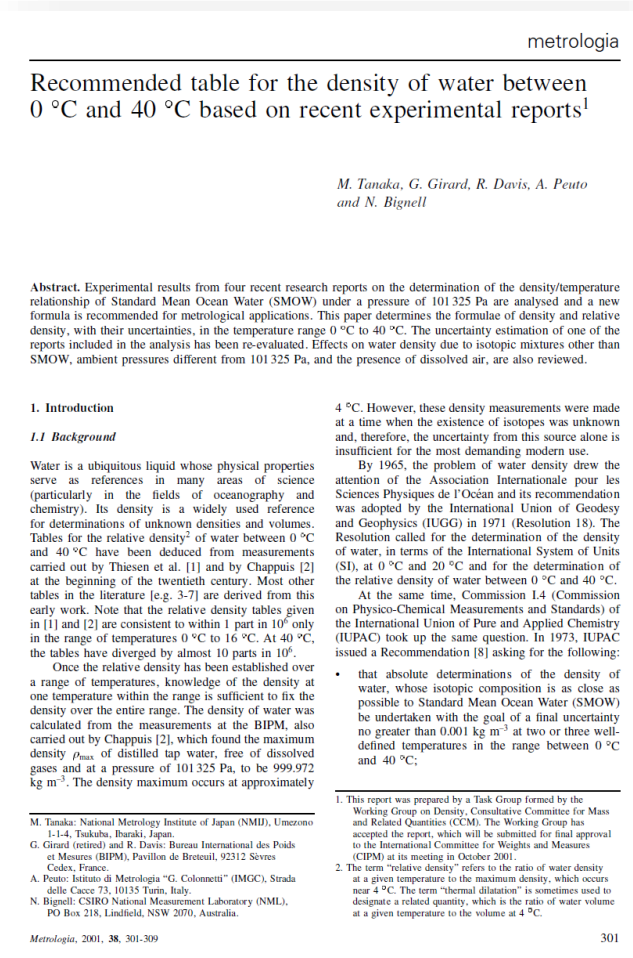 metrologia
Recommended table for the density of water between
0 °C and 40 °C based on recent experimental reports¹
M. Tanaka, G. Girard, R. Davis, A. Peuto
and N. Bignell
Abstract. Experimental results from four recent research reports on the determination of the density/temperature
relationship of Standard Mean Ocean Water (SMOW) under a pressure of 101 325 Pa are analysed and a new
formula is recommended for metrological applications. This paper determines the formulae of density and relative
density, with their uncertainties, in the temperature range 0 °C to 40 °C. The uncertainty estimation of one of the
reports included in the analysis has been re-evaluated. Effects on water density due to isotopic mixtures other than
SMOW, ambient pressures different from 101 325 Pa, and the presence of dissolved air, are also reviewed.
1. Introduction
1.1 Background
Water is a ubiquitous liquid whose physical properties
serve as references in many areas of science
(particularly in the fields of oceanography and
chemistry). Its density is a widely used reference
for determinations of unknown densities and volumes.
Tables for the relative density² of water between 0 °C
and 40 °C have been deduced from measurements
carried out by Thiesen et al. [1] and by Chappuis [2]
at the beginning of the twentieth century. Most other
tables in the literature [e.g. 3-7] are derived from this
early work. Note that the relative density tables given
in [1] and [2] are consistent to within 1 part in 10⁶ only
in the range of temperatures 0 °C to 16 °C. At 40 °C,
the tables have diverged by almost 10 parts in 10⁶.
Once the relative density has been established over
a range of temperatures, knowledge of the density at
one temperature within the range is sufficient to fix the
density over the entire range. The density of water was
calculated from the measurements at the BIPM, also
carried out by Chappuis [2], which found the maximum
density ρmax of distilled tap water, free of dissolved
gases and at a pressure of 101 325 Pa, to be 999.972
kg m⁻³. The density maximum occurs at approximately
4 °C. However, these density measurements were made
at a time when the existence of isotopes was unknown
and, therefore, the uncertainty from this source alone is
insufficient for the most demanding modern use.
By 1965, the problem of water density drew the
attention of the Association Internationale pour les
Sciences Physiques de l'Océan and its recommendation
was adopted by the International Union of Geodesy
and Geophysics (IUGG) in 1971 (Resolution 18). The
Resolution called for the determination of the density
of water, in terms of the International System of Units
(SI), at 0 °C and 20 °C and for the determination of
the relative density of water between 0 °C and 40 °C.
At the same time, Commission I.4 (Commission
on Physico-Chemical Measurements and Standards) of
the International Union of Pure and Applied Chemistry
(IUPAC) took up the same question. In 1973, IUPAC
issued a Recommendation [8] asking for the following:
• that absolute determinations of the density of
water, whose isotopic composition is as close as
possible to Standard Mean Ocean Water (SMOW)
be undertaken with the goal of a final uncertainty
no greater than 0.001 kg m⁻³ at two or three well-
defined temperatures in the range between 0 °C
and 40 °C;
M. Tanaka: National Metrology Institute of Japan (NMIJ), Umezono
1-1-4, Tsukuba, Ibaraki, Japan.
G. Girard (retired) and R. Davis: Bureau International des Poids
et Mesures (BIPM), Pavillon de Breteuil, 92312 Sèvres
Cedex, France.
A. Peuto: Istituto di Metrologia “G. Colonnetti” (IMGC), Strada
delle Cacce 73, 10135 Turin, Italy.
N. Bignell: CSIRO National Measurement Laboratory (NML),
PO Box 218, Lindfield, NSW 2070, Australia.
1. This report was prepared by a Task Group formed by the
Working Group on Density, Consultative Committee for Mass
and Related Quantities (CCM). The Working Group has
accepted the report, which will be submitted for final approval
to the International Committee for Weights and Measures
(CIPM) at its meeting in October 2001.
2. The term “relative density” refers to the ratio of water density
at a given temperature to the maximum density, which occurs
near 4 °C. The term “thermal dilatation” is sometimes used to
designate a related quantity, which is the ratio of water volume
at a given temperature to the volume at 4 °C.
Metrologia, 2001, 38, 301-309
301